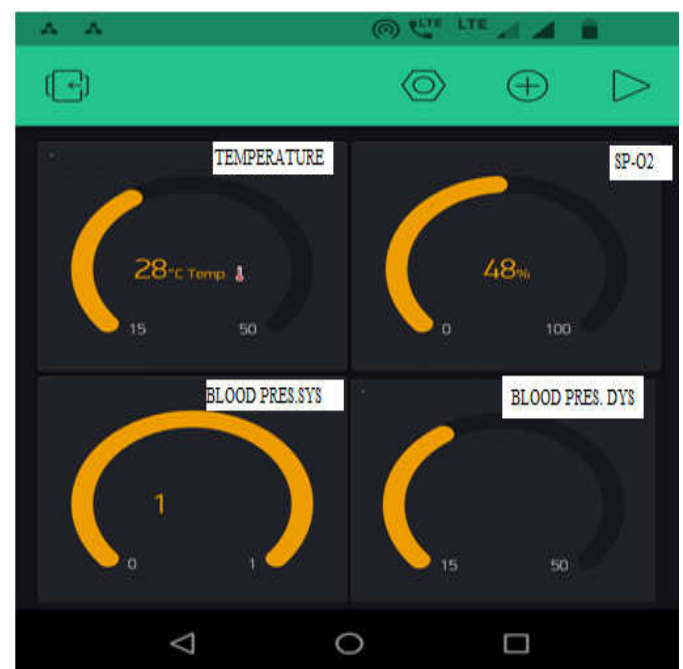 LTE LTE
TEMPERATURE
28°C Temp.
15 50
SP-O2
48%
0 100
BLOOD PRES.SYS
1
0 1
BLOOD PRES. DYS
15 50